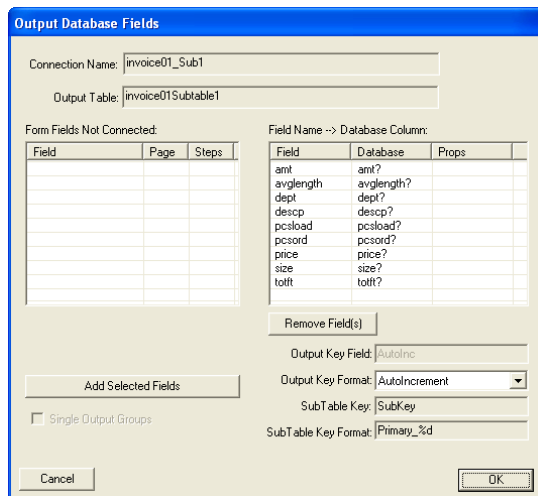 Output Database Fields
Connection Name: invoice01_Sub1
Output Table: invoice01Subtable1
Form Fields Not Connected:
Field Page Steps
Field Name --> Database Column:
Field Database Props
amt amt?
avglength avglength?
dept dept?
descp descp?
pcsload pcsload?
pcsord pcsord?
price price?
size size?
totft totft?
Remove Field(s)
Output Key Field: AutoInc
Add Selected Fields
Output Key Format: AutoIncrement
Single Output Groups
SubTable Key: SubKey
SubTable Key Format: Primary_%d
Cancel
OK